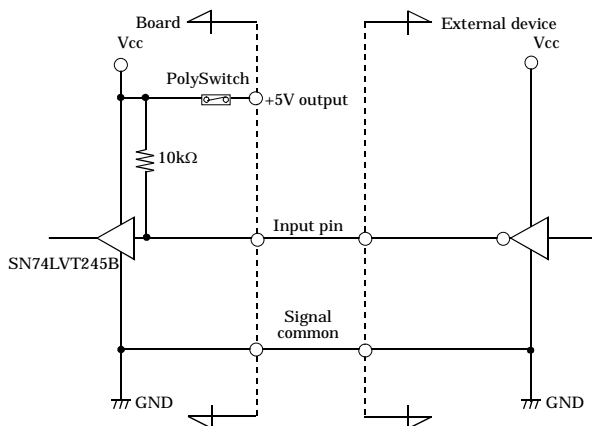 Board
External device
Vcc
Vcc
PolySwitch
+5V output
10kΩ
Input pin
SN74LVT245B
Signal
common
GND
GND